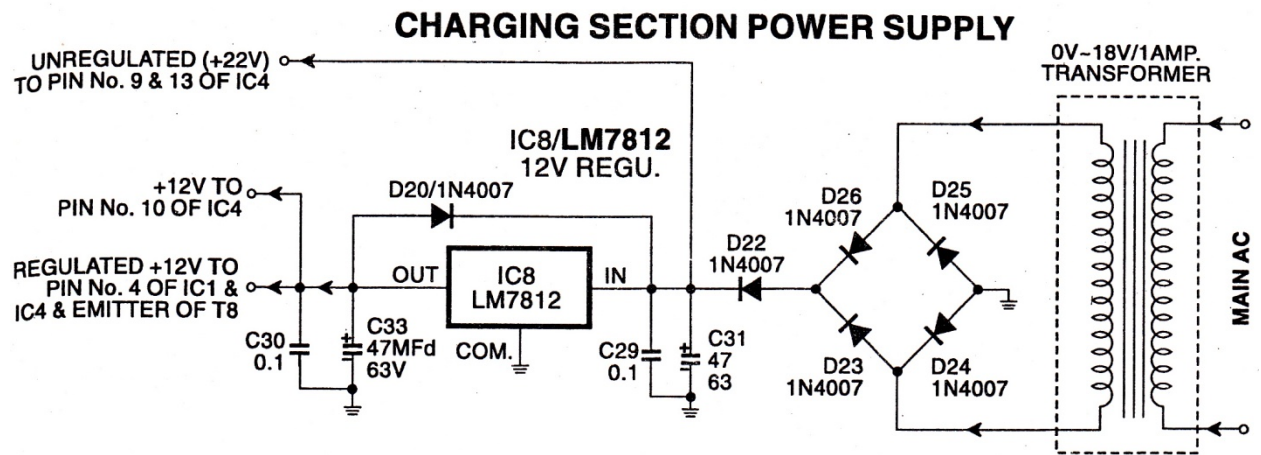 CHARGING SECTION POWER SUPPLY
UNREGULATED (+22V)
TO PIN No. 9 & 13 OF IC4
0V~18V/1AMP.
TRANSFORMER
IC8/LM7812
12V REGU.
+12V TO
PIN No. 10 OF IC4
D20/1N4007
D26
1N4007
D25
1N4007
D22
1N4007
REGULATED +12V TO
PIN No. 4 OF IC1 &
IC4 & EMITTER OF T8
OUT
IC8
LM7812
IN
MAIN AC
C30
0.1
+
C33
47MFd
63V
COM.
C29
0.1
+
C31
47
63
D23
1N4007
D24
1N4007